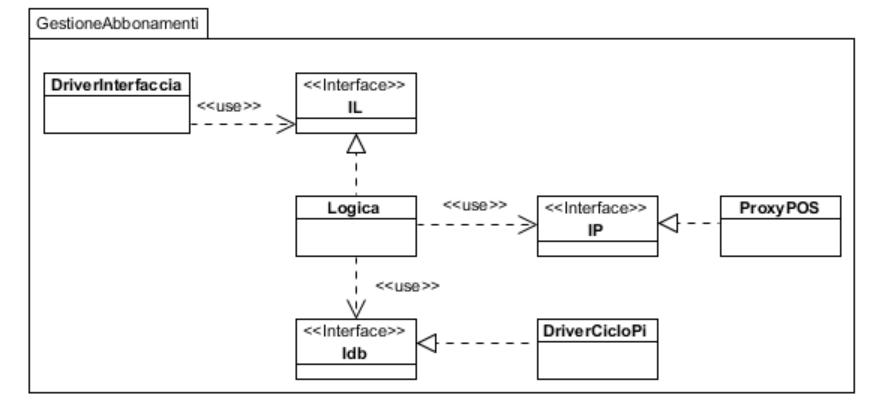 GestioneAbbonamenti
DriverInterfaccia
<<use>>
<<Interface>>
IL
Logica
<<use>>
<<Interface>>
IP
ProxyPOS
<<use>>
<<Interface>>
Idb
DriverCicloPi